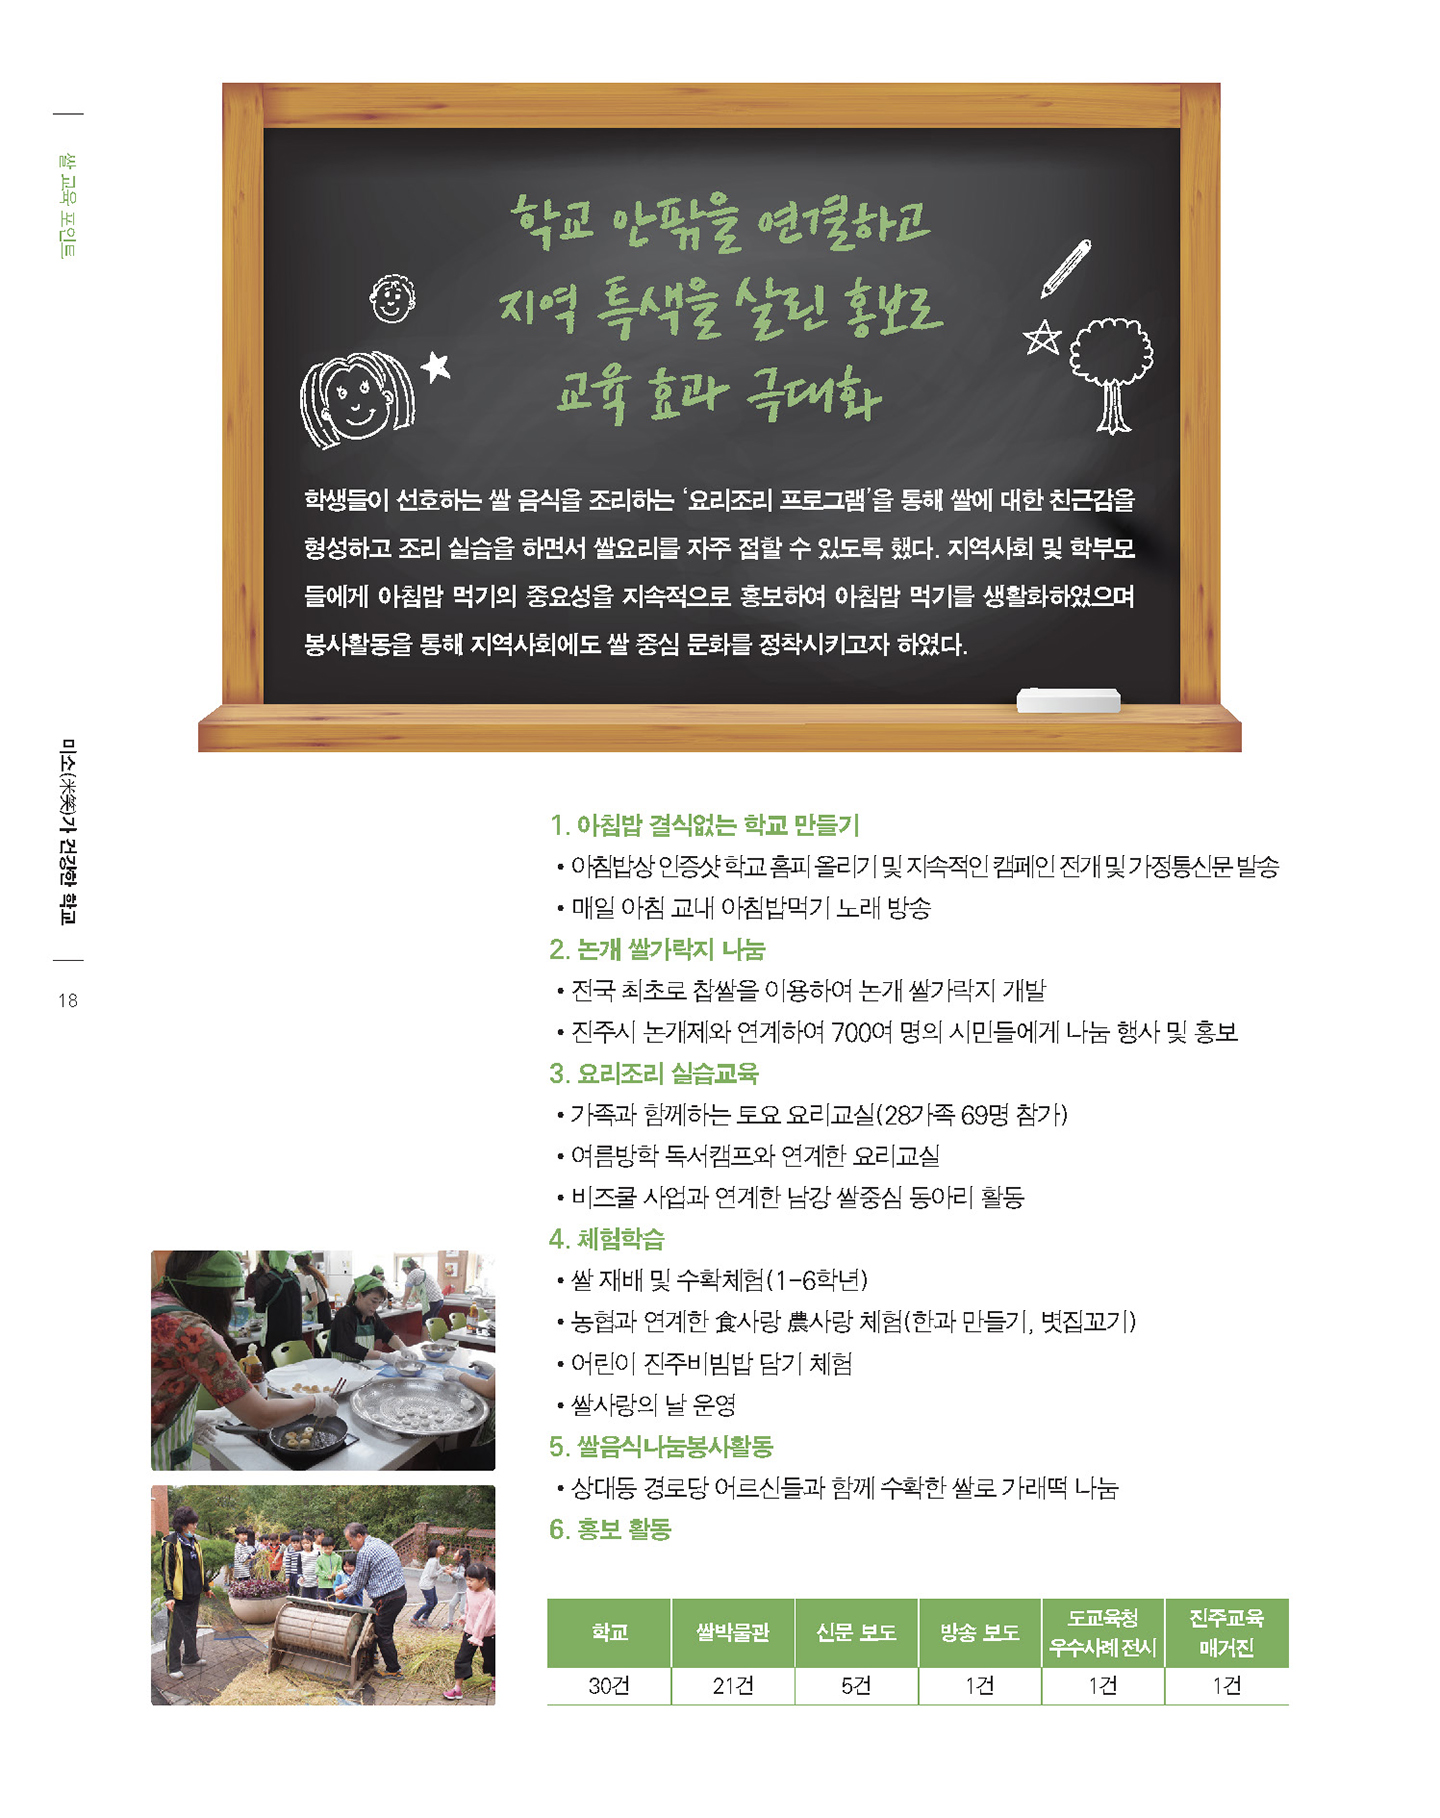 쌀 교육 포인트
미소(米笑)가 건강한 학교
18
학교 안팎을 연결하고
지역 특색을 살린 홍보로
교육 효과 극대화
학생들이 선호하는 쌀 음식을 조리하는 ‘요리조리 프로그램’을 통해 쌀에 대한 친근감을
형성하고 조리 실습을 하면서 쌀요리를 자주 접할 수 있도록 했다. 지역사회 및 학부모
들에게 아침밥 먹기의 중요성을 지속적으로 홍보하여 아침밥 먹기를 생활화하였으며
봉사활동을 통해 지역사회에도 쌀 중심 문화를 정착시키고자 하였다.
1. 아침밥 결식없는 학교 만들기
• 아침밥상 인증샷 학교 홈피 올리기 및 지속적인 캠페인 전개 및 가정통신문 발송
• 매일 아침 교내 아침밥먹기 노래 방송
2. 논개 쌀가락지 나눔
• 전국 최초로 찹쌀을 이용하여 논개 쌀가락지 개발
• 진주시 논개제와 연계하여 700여 명의 시민들에게 나눔 행사 및 홍보
3. 요리조리 실습교육
• 가족과 함께하는 토요 요리교실(28가족 69명 참가)
• 여름방학 독서캠프와 연계한 요리교실
• 비즈쿨 사업과 연계한 남강 쌀중심 동아리 활동
4. 체험학습
• 쌀 재배 및 수확체험(1-6학년)
• 농협과 연계한 食사랑 農사랑 체험(한과 만들기, 볏집꼬기)
• 어린이 진주비빔밥 담기 체험
• 쌀사랑의 날 운영
5. 쌀음식나눔봉사활동
• 상대동 경로당 어르신들과 함께 수확한 쌀로 가래떡 나눔
6. 홍보 활동
학교 쌀박물관 신문 보도 방송 보도 도교육청 우수사례 전시 진주교육 매거진
30건 21건 5건 1건 1건 1건